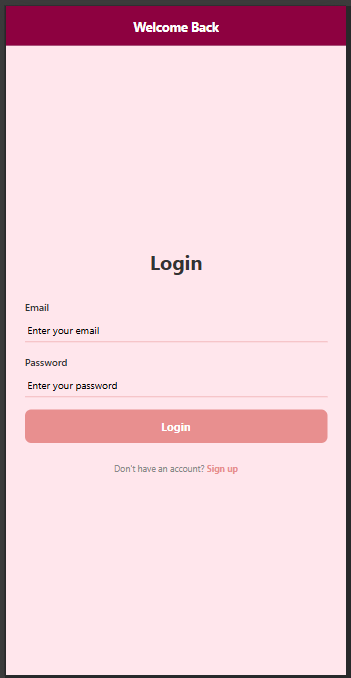 Welcome Back
Login
Email
Enter your email
Password
Enter your password
Login
Don't have an account? Sign up